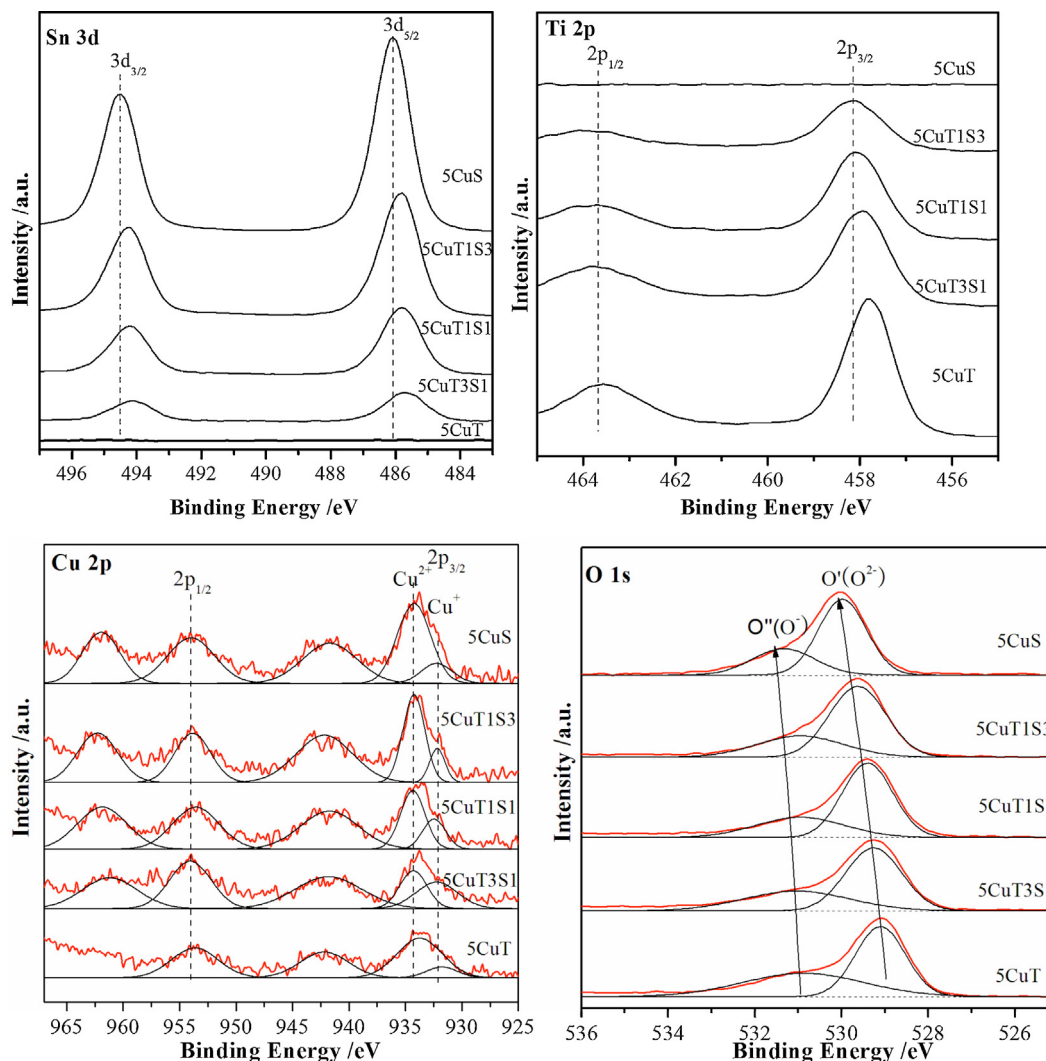 Sn 3d
3d5/2
3d3/2
5CuS
5CuT1S3
5CuT1S1
5CuT3S1
5CuT
Intensity /a.u.
496 494 492 490 488 486 484
Binding Energy /eV
Ti 2p
2p1/2
2p3/2
5CuS
5CuT1S3
5CuT1S1
5CuT3S1
5CuT
Intensity /a.u.
464 462 460 458 456 454
Binding Energy /eV
Cu 2p
2p1/2
Cu2+
2p3/2
Cu+
5CuS
5CuT1S3
5CuT1S1
5CuT3S1
5CuT
Intensity /a.u.
965 960 955 950 945 940 935 930 925
Binding Energy /eV
O 1s
O'(O2-)
O"(O-)
5CuS
5CuT1S3
5CuT1S
5CuT3S
5CuT
Intensity /a.u.
536 534 532 530 528 526
Binding Energy /eV